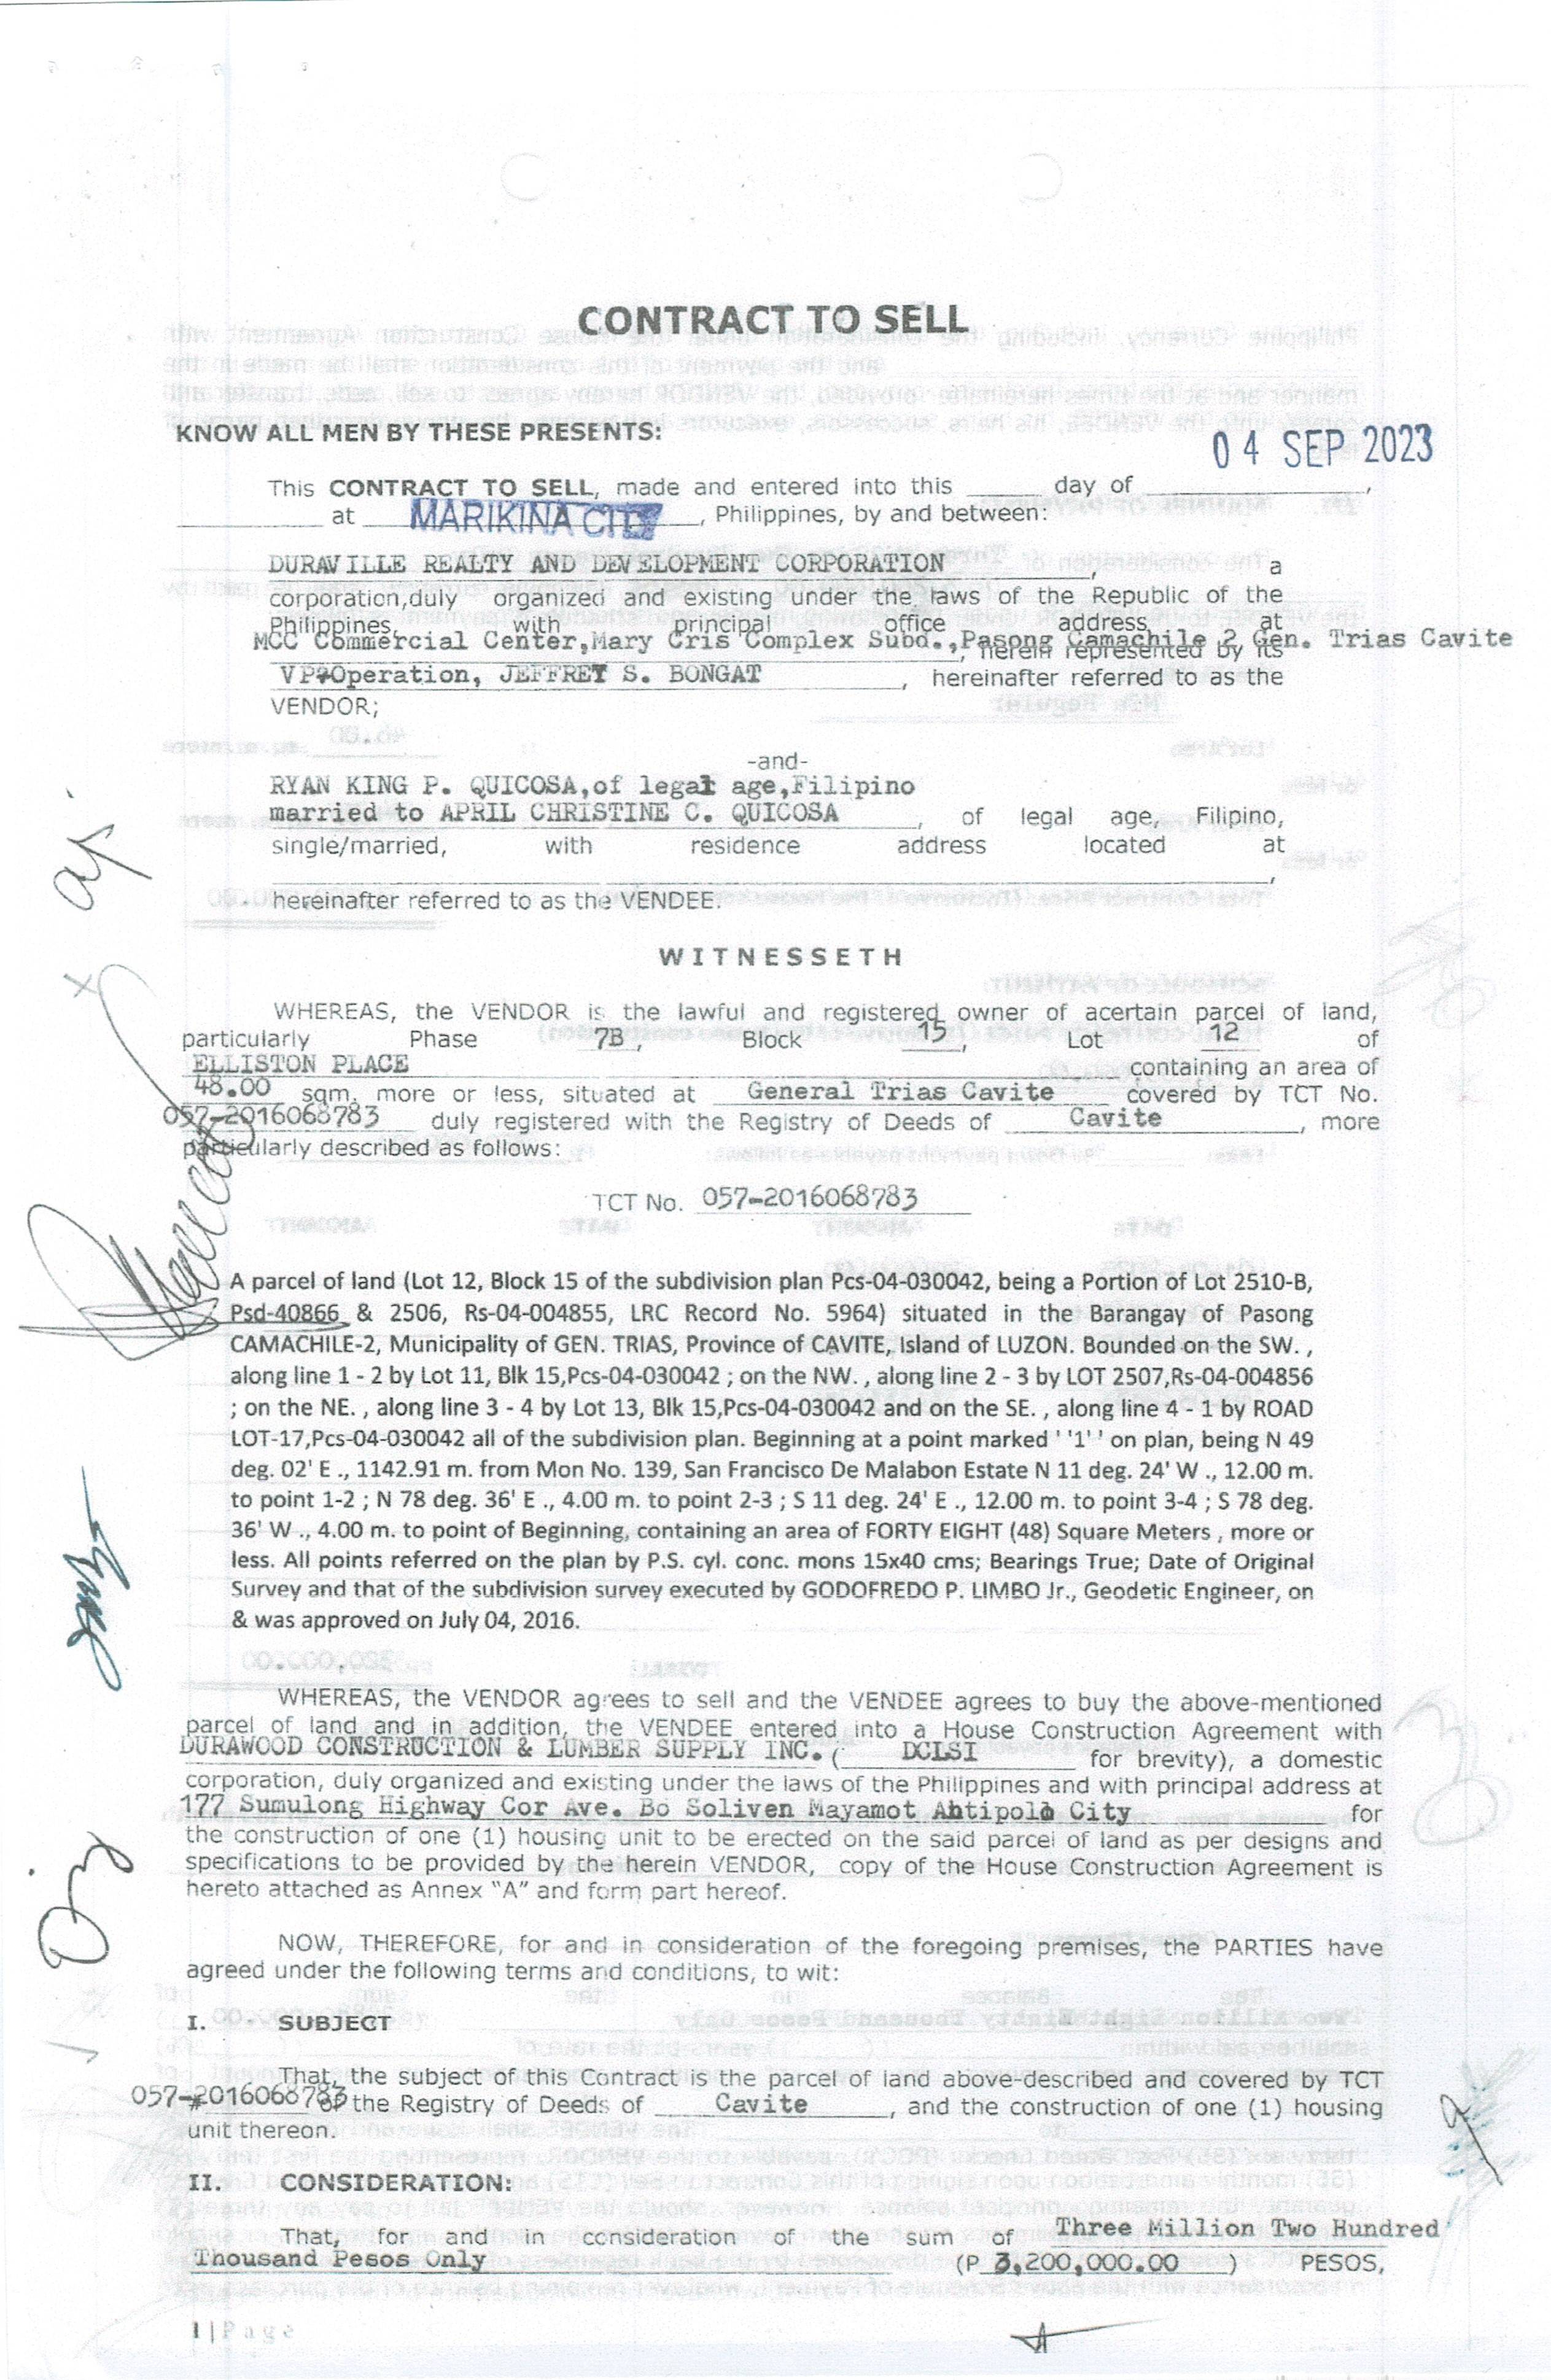 CONTRACT TO SELL
KNOW ALL MEN BY THESE PRESENTS:
04 SEP 2023
This CONTRACT TO SELL, made and entered into this ______ day of ____________,
____________ at MARIKINA CITY, Philippines, by and between:
DURAVILLE REALTY AND DEVELOPMENT CORPORATION, a
corporation,duly organized and existing under the laws of the Republic of the
Philippines, with principal office address at
MCC Commercial Center,Mary Cris Complex Subd.,Pasong Camachile 2 Gen. Trias Cavite
, herein represented by its
VP-Operation, JEFFREY S. BONGAT, hereinafter referred to as the
VENDOR;
-and-
RYAN KING P. QUICOSA,of legal age,Filipino
married to APRIL CHRISTINE C. QUICOSA, of legal age, Filipino,
single/married, with residence address located at
____________,
hereinafter referred to as the VENDEE.
WITNESSETH
WHEREAS, the VENDOR is the lawful and registered owner of acertain parcel of land,
particularly Phase 7B, Block 15, Lot 12 of
ELLISTON PLACE containing an area of
48.00 sqm. more or less, situated at General Trias Cavite covered by TCT No.
057-2016068783 duly registered with the Registry of Deeds of Cavite, more
particularly described as follows:
TCT No. 057-2016068783
A parcel of land (Lot 12, Block 15 of the subdivision plan Pcs-04-030042, being a Portion of Lot 2510-B,
Psd-40866 & 2506, Rs-04-004855, LRC Record No. 5964) situated in the Barangay of Pasong
CAMACHILE-2, Municipality of GEN. TRIAS, Province of CAVITE, Island of LUZON. Bounded on the SW. ,
along line 1 - 2 by Lot 11, Blk 15,Pcs-04-030042 ; on the NW. , along line 2 - 3 by LOT 2507,Rs-04-004856
; on the NE. , along line 3 - 4 by Lot 13, Blk 15,Pcs-04-030042 and on the SE. , along line 4 - 1 by ROAD
LOT-17,Pcs-04-030042 all of the subdivision plan. Beginning at a point marked ' '1' ' on plan, being N 49
deg. 02' E ., 1142.91 m. from Mon No. 139, San Francisco De Malabon Estate N 11 deg. 24' W ., 12.00 m.
to point 1-2 ; N 78 deg. 36' E ., 4.00 m. to point 2-3 ; S 11 deg. 24' E ., 12.00 m. to point 3-4 ; S 78 deg.
36' W ., 4.00 m. to point of Beginning, containing an area of FORTY EIGHT (48) Square Meters , more or
less. All points referred on the plan by P.S. cyl. conc. mons 15x40 cms; Bearings True; Date of Original
Survey and that of the subdivision survey executed by GODOFREDO P. LIMBO Jr., Geodetic Engineer, on
& was approved on July 04, 2016.
WHEREAS, the VENDOR agrees to sell and the VENDEE agrees to buy the above-mentioned
parcel of land and in addition, the VENDEE entered into a House Construction Agreement with
DURAWOOD CONSTRUCTION & LUMBER SUPPLY INC. ( DCLSI for brevity), a domestic
corporation, duly organized and existing under the laws of the Philippines and with principal address at
177 Sumulong Highway Cor Ave. Bo Soliven Mayamot Antipolo City for
the construction of one (1) housing unit to be erected on the said parcel of land as per designs and
specifications to be provided by the herein VENDOR, copy of the House Construction Agreement is
hereto attached as Annex “A” and form part hereof.
NOW, THEREFORE, for and in consideration of the foregoing premises, the PARTIES have
agreed under the following terms and conditions, to wit:
I. SUBJECT
That, the subject of this Contract is the parcel of land above-described and covered by TCT
057-2016068783 of the Registry of Deeds of Cavite, and the construction of one (1) housing
unit thereon.
II. CONSIDERATION:
That, for and in consideration of the sum of Three Million Two Hundred
Thousand Pesos Only (P 3,200,000.00 ) PESOS,
1 | Page